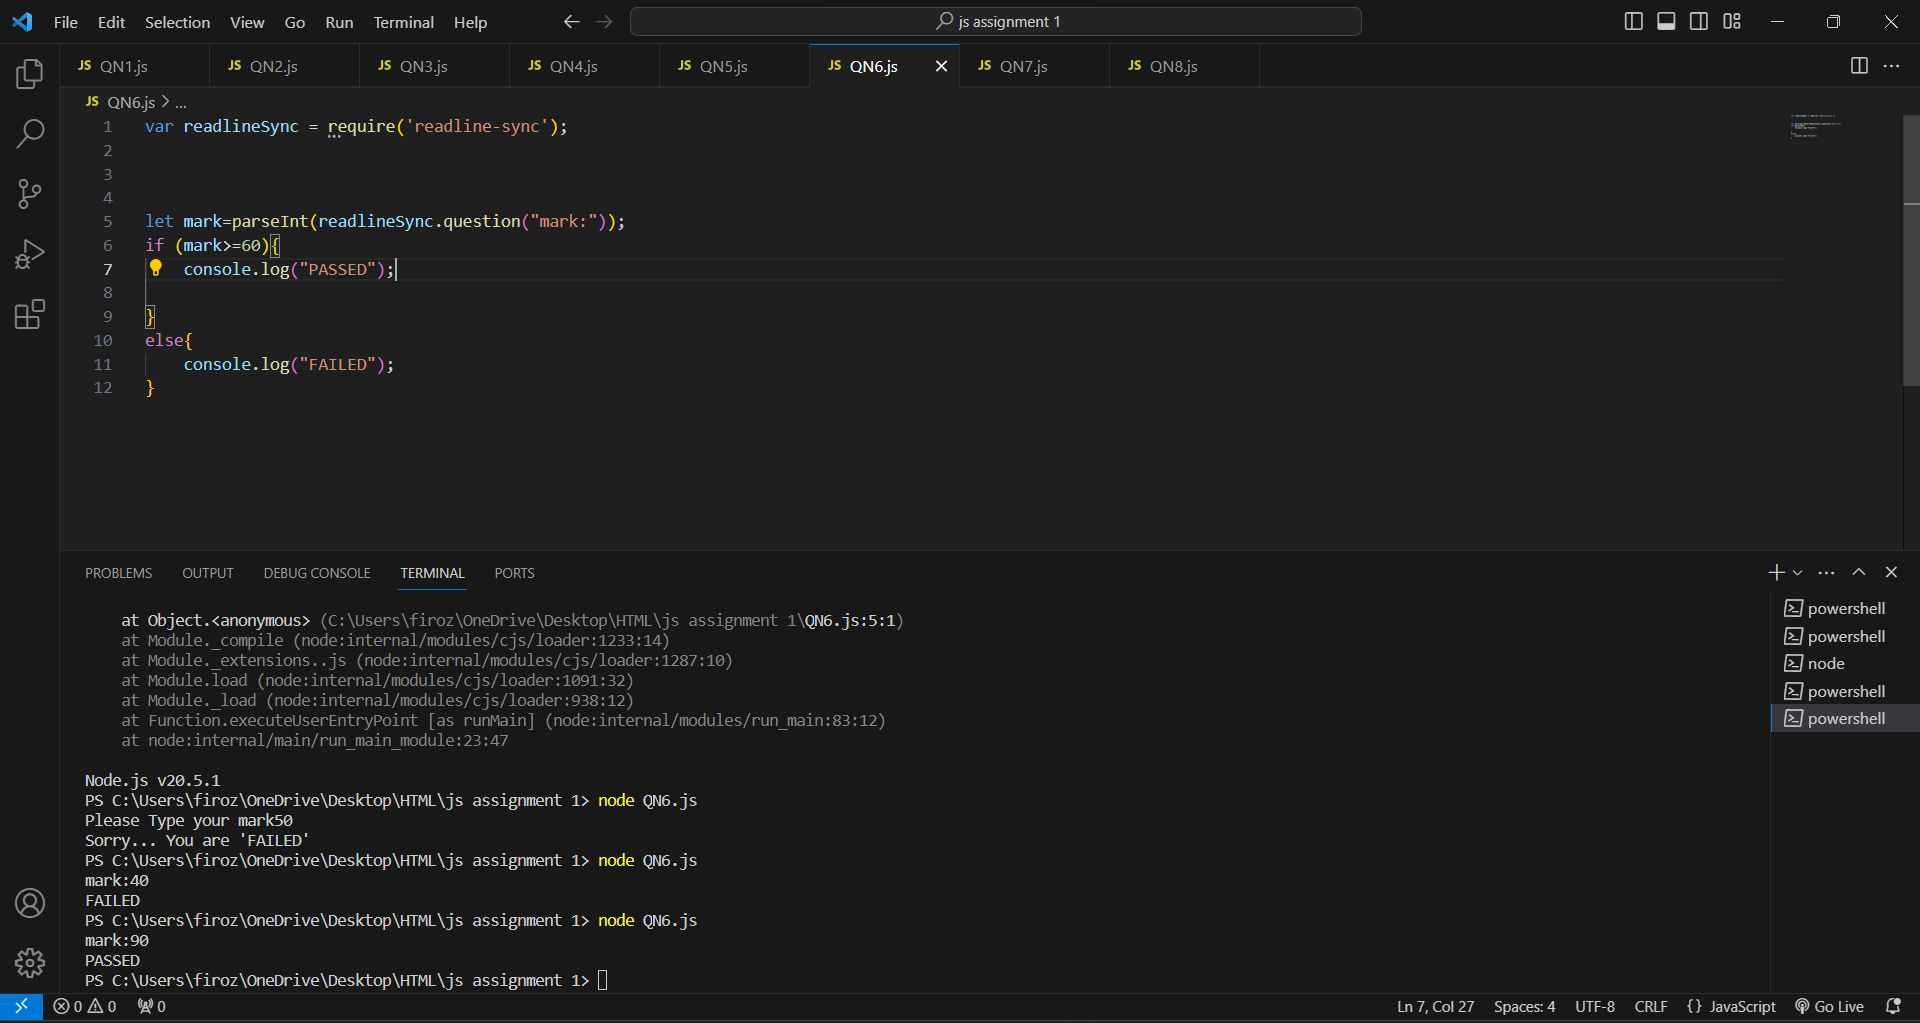 File Edit Selection View Go Run Terminal Help
js assignment 1
JS QN1.js JS QN2.js JS QN3.js JS QN4.js JS QN5.js JS QN6.js JS QN7.js JS QN8.js
JS QN6.js > ...
1 var readlineSync = require('readline-sync');
2
3
4
5 let mark=parseInt(readlineSync.question("mark:"));
6 if (mark>=60){
7 console.log("PASSED");
8
9 }
10 else{
11 console.log("FAILED");
12 }
PROBLEMS OUTPUT DEBUG CONSOLE TERMINAL PORTS
at Object.<anonymous> (C:\Users\firoz\OneDrive\Desktop\HTML\js assignment 1\QN6.js:5:1)
at Module._compile (node:internal/modules/cjs/loader:1233:14)
at Module._extensions..js (node:internal/modules/cjs/loader:1287:10)
at Module.load (node:internal/modules/cjs/loader:1091:32)
at Module._load (node:internal/modules/cjs/loader:938:12)
at Function.executeUserEntryPoint [as runMain] (node:internal/modules/run_main:83:12)
at node:internal/main/run_main_module:23:47
Node.js v20.5.1
PS C:\Users\firoz\OneDrive\Desktop\HTML\js assignment 1> node QN6.js
Please Type your mark50
Sorry... You are 'FAILED'
PS C:\Users\firoz\OneDrive\Desktop\HTML\js assignment 1> node QN6.js
mark:40
FAILED
PS C:\Users\firoz\OneDrive\Desktop\HTML\js assignment 1> node QN6.js
mark:90
PASSED
PS C:\Users\firoz\OneDrive\Desktop\HTML\js assignment 1>
powershell
powershell
node
powershell
powershell
0 0 0 Ln 7, Col 27 Spaces: 4 UTF-8 CRLF {} JavaScript Go Live